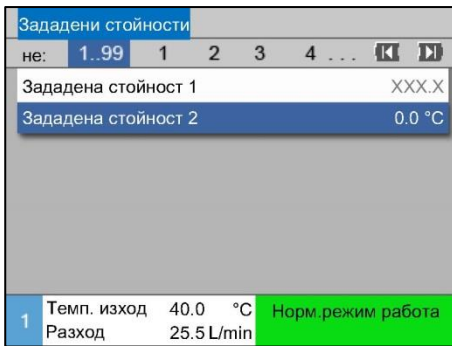 Зададени стойности
не: 1..99 1 2 3 4 ...
Зададена стойност 1 XXX.X
Зададена стойност 2 0.0 °C
1 Темп. изход 40.0 °C Норм.режим работа
Разход 25.5 L/min